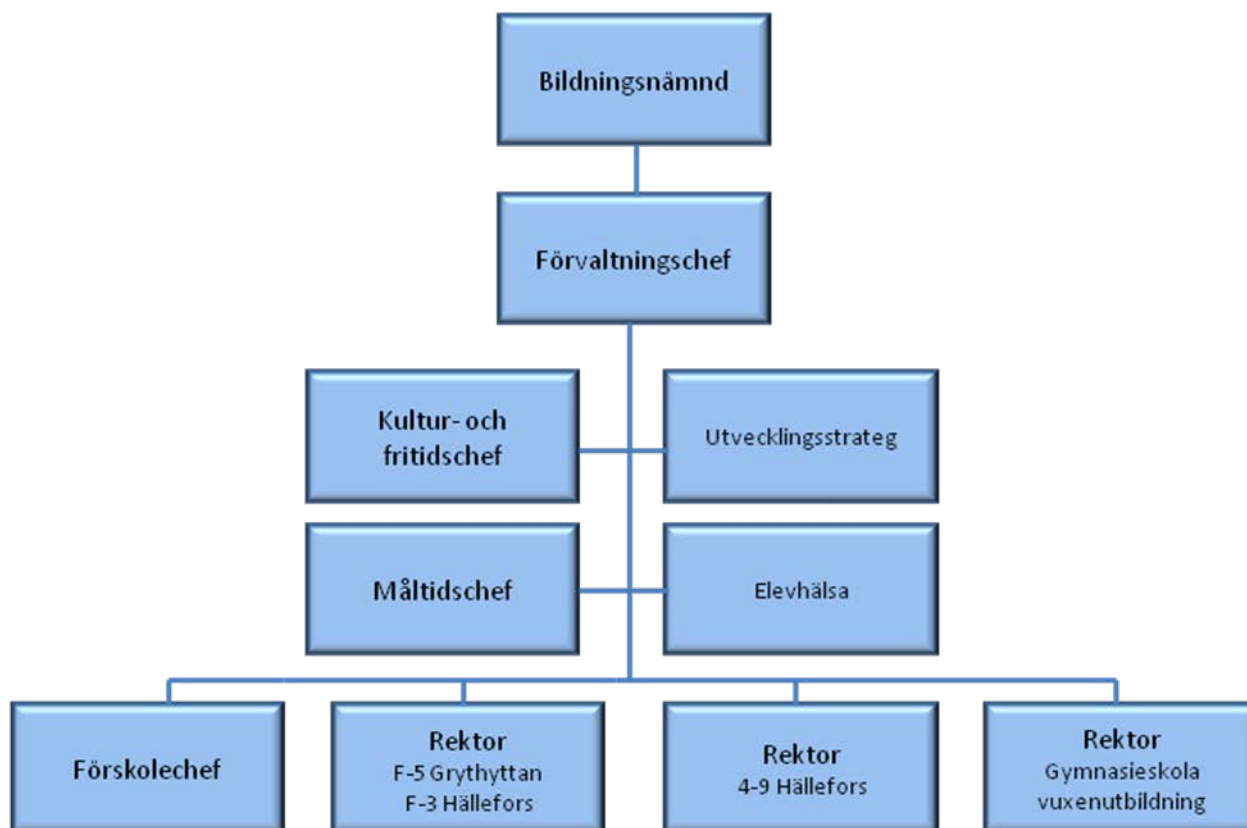 Bildningsnämnd
Förvaltningschef
Kultur- och
fritidschef
Utvecklingsstrateg
Måltidschef
Elevhälsa
Förskolechef
Rektor
F-5 Grythyttan
F-3 Hällefors
Rektor
4-9 Hällefors
Rektor
Gymnasieskola
vuxenutbildning